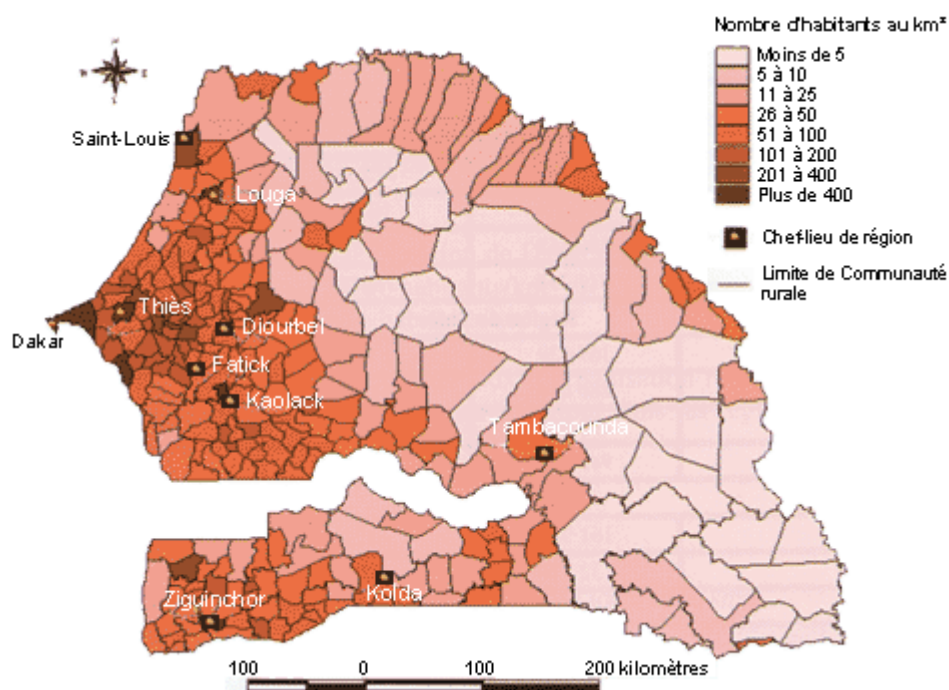 Nombre d'habitants au km²
Moins de 5
5 à 10
11 à 25
26 à 50
51 à 100
101 à 200
201 à 400
Plus de 400
Chef-lieu de région
Limite de Communauté
rurale
Saint-Louis
Louga
Thiès
Dakar
Diourbel
Fatick
Kaolack
Tambacounda
Kolda
Ziguinchor
100 0 100 200 kilomètres